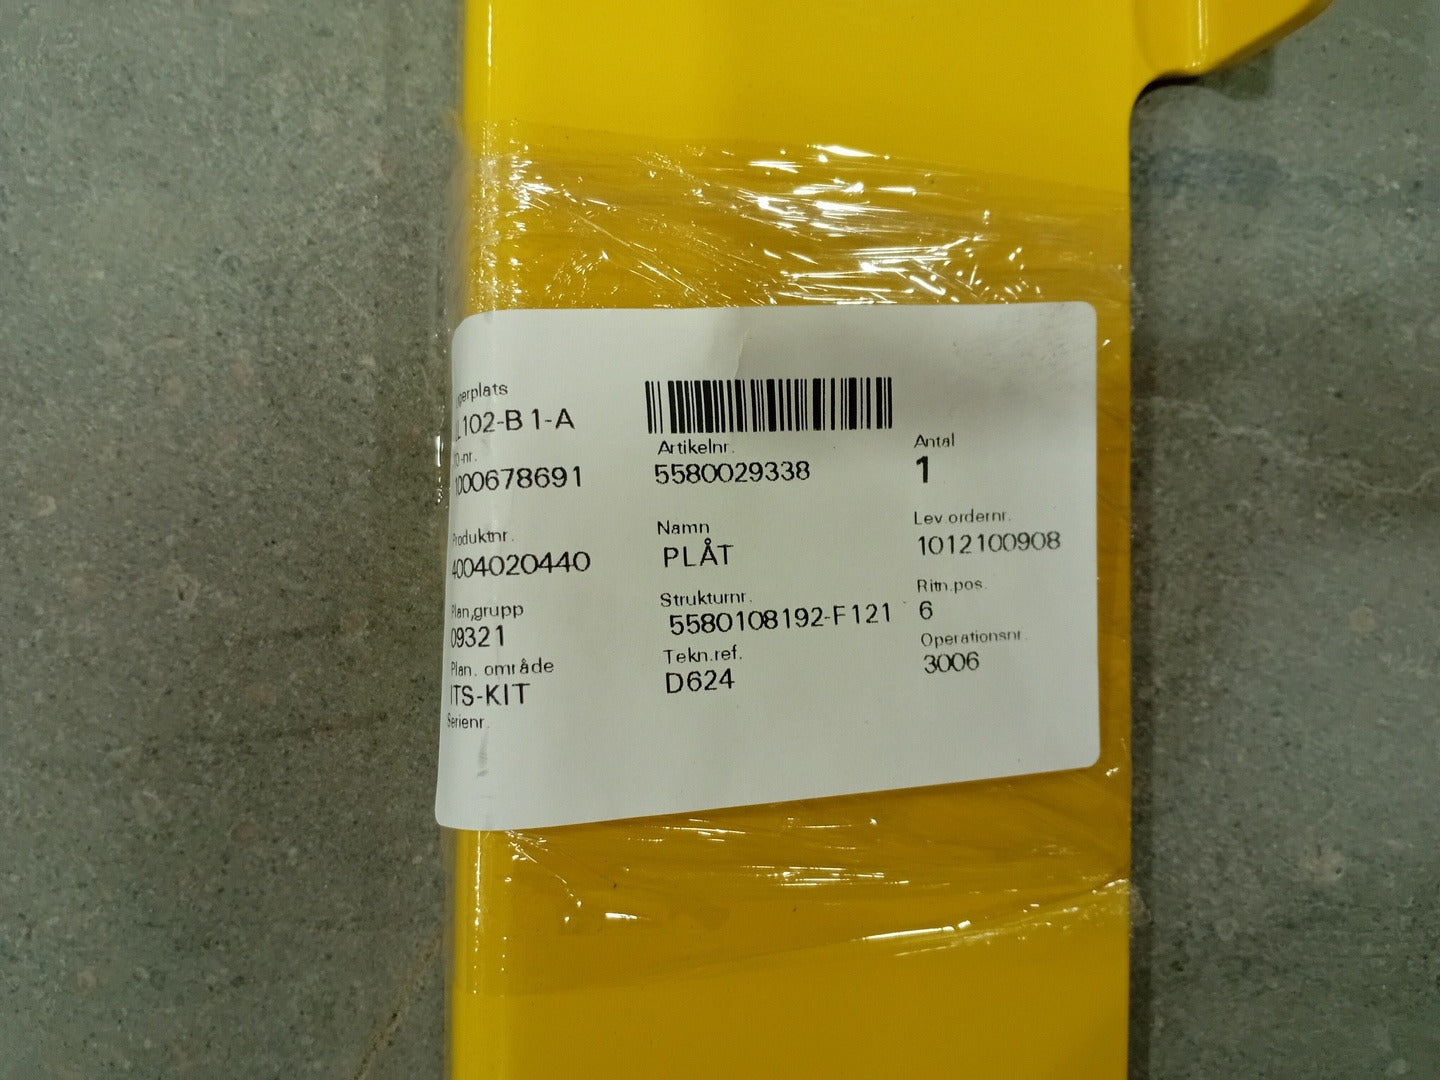 gerplats
L102-B 1-A
O-nr.
1000678691
Produktnr.
4004020440
Plan,grupp
09321
Plan. område
ITS-KIT
Serienr.
Artikelnr.
5580029338
Namn
PLÅT
Strukturnr.
5580108192-F121
Tekn.ref.
D624
Antal
1
Lev ordernr.
1012100908
Ritn.pos.
6
Operationsnr.
3006